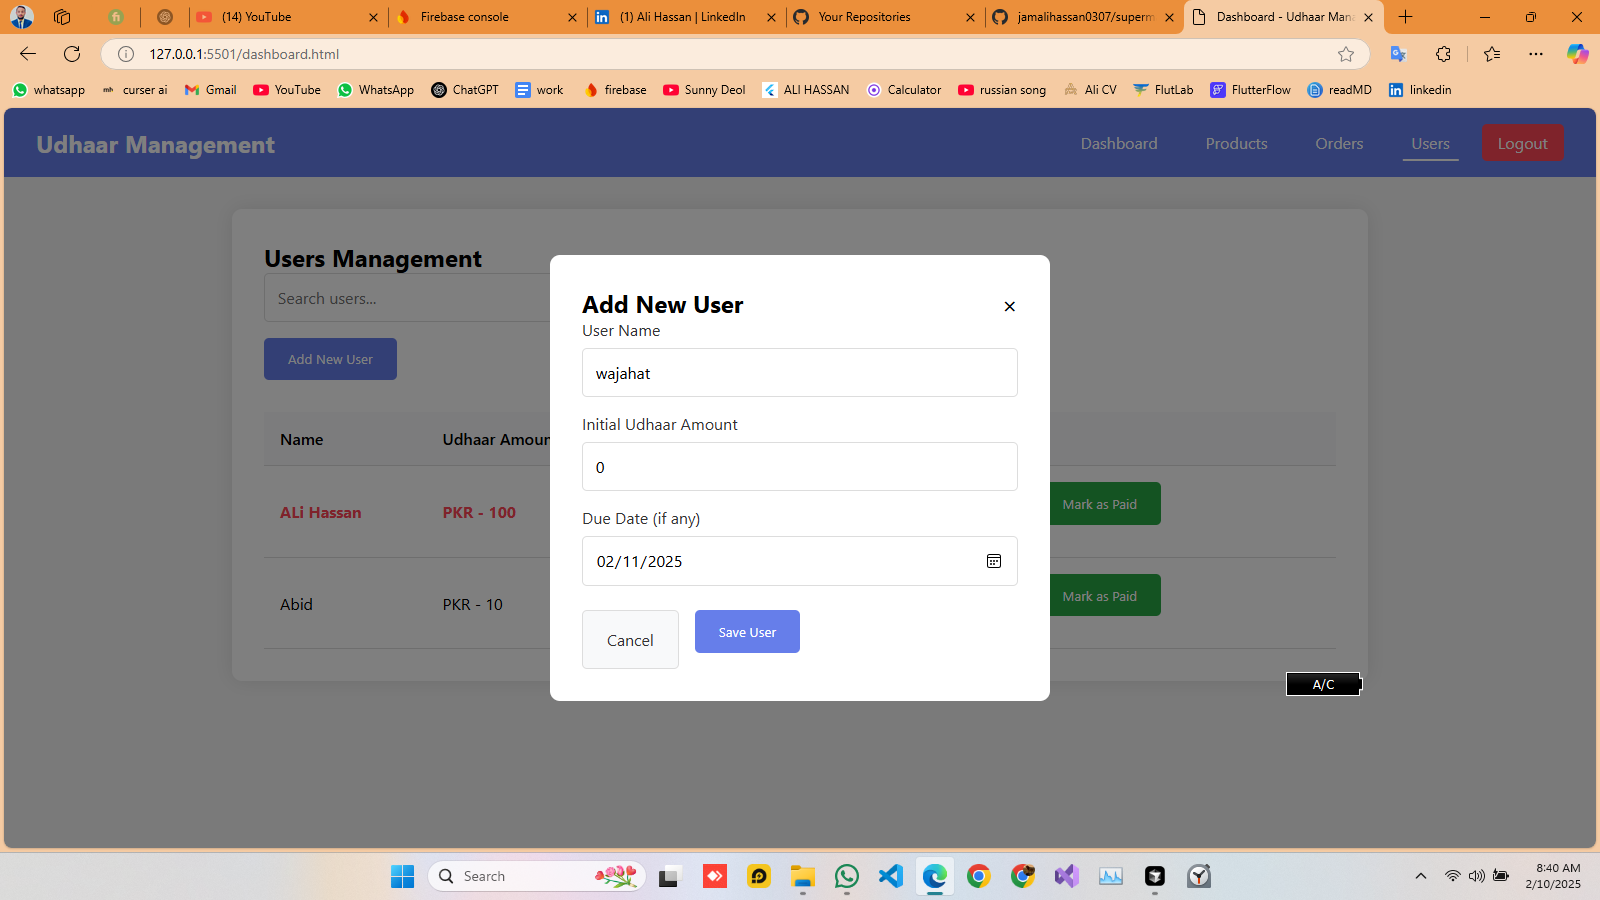 (14) YouTube
Firebase console
(1) Ali Hassan | LinkedIn
Your Repositories
jamalihassan0307/superm
Dashboard - Udhaar Man
127.0.0.1:5501/dashboard.html
whatsapp
curser ai
Gmail
YouTube
WhatsApp
ChatGPT
work
firebase
Sunny Deol
ALI HASSAN
Calculator
russian song
Ali CV
FlutLab
FlutterFlow
readMD
linkedin
Udhaar Management
Dashboard
Products
Orders
Users
Logout
Users Management
Search users...
Add New User
Name
Udhaar Amoun
ALi Hassan
PKR - 100
Mark as Paid
Abid
PKR - 10
Mark as Paid
Add New User
×
User Name
wajahat
Initial Udhaar Amount
0
Due Date (if any)
02/11/2025
Cancel
Save User
A/C
Search
8:40 AM
2/10/2025